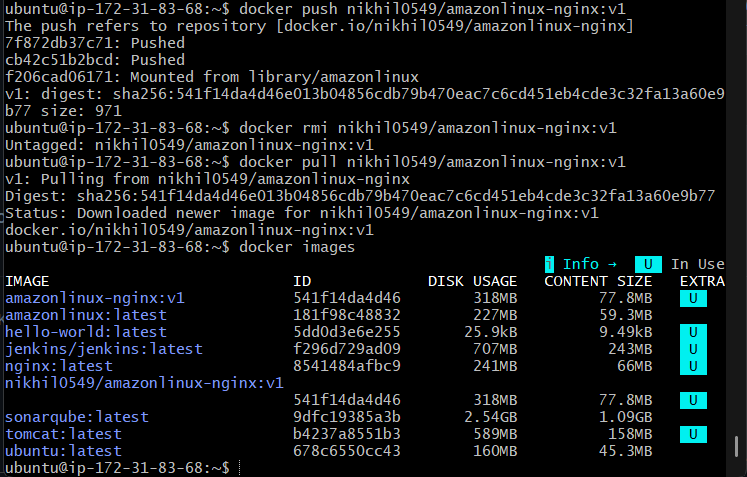 ubuntu@ip-172-31-83-68:~$ docker push nikhil0549/amazonlinux-nginx:v1
The push refers to repository [docker.io/nikhil0549/amazonlinux-nginx]
7f872db37c71: Pushed
cb42c51b2bcd: Pushed
f206cad06171: Mounted from library/amazonlinux
v1: digest: sha256:541f14da4d46e013b04856cdb79b470eac7c6cd451eb4cde3c32fa13a60e9
b77 size: 971
ubuntu@ip-172-31-83-68:~$ docker rmi nikhil0549/amazonlinux-nginx:v1
Untagged: nikhil0549/amazonlinux-nginx:v1
ubuntu@ip-172-31-83-68:~$ docker pull nikhil0549/amazonlinux-nginx:v1
v1: Pulling from nikhil0549/amazonlinux-nginx
Digest: sha256:541f14da4d46e013b04856cdb79b470eac7c6cd451eb4cde3c32fa13a60e9b77
Status: Downloaded newer image for nikhil0549/amazonlinux-nginx:v1
docker.io/nikhil0549/amazonlinux-nginx:v1
ubuntu@ip-172-31-83-68:~$ docker images
i Info → U In Use
IMAGE ID DISK USAGE CONTENT SIZE EXTRA
amazonlinux-nginx:v1 541f14da4d46 318MB 77.8MB U
amazonlinux:latest 181f98c48832 227MB 59.3MB
hello-world:latest 5dd0d3e6e255 25.9kB 9.49kB U
jenkins/jenkins:latest f296d729ad09 707MB 243MB U
nginx:latest 8541484afbc9 241MB 66MB U
nikhil0549/amazonlinux-nginx:v1
541f14da4d46 318MB 77.8MB U
sonarqube:latest 9dfc19385a3b 2.54GB 1.09GB
tomcat:latest b4237a8551b3 589MB 158MB U
ubuntu:latest 678c6550cc43 160MB 45.3MB
ubuntu@ip-172-31-83-68:~$